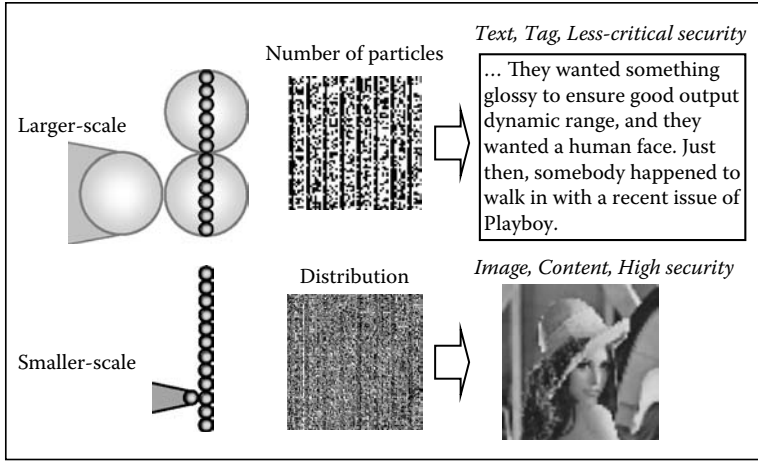 Text, Tag, Less-critical security
Number of particles
... They wanted something
glossy to ensure good output
dynamic range, and they
wanted a human face. Just
then, somebody happened to
walk in with a recent issue of
Playboy.
Larger-scale
Image, Content, High security
Distribution
Smaller-scale